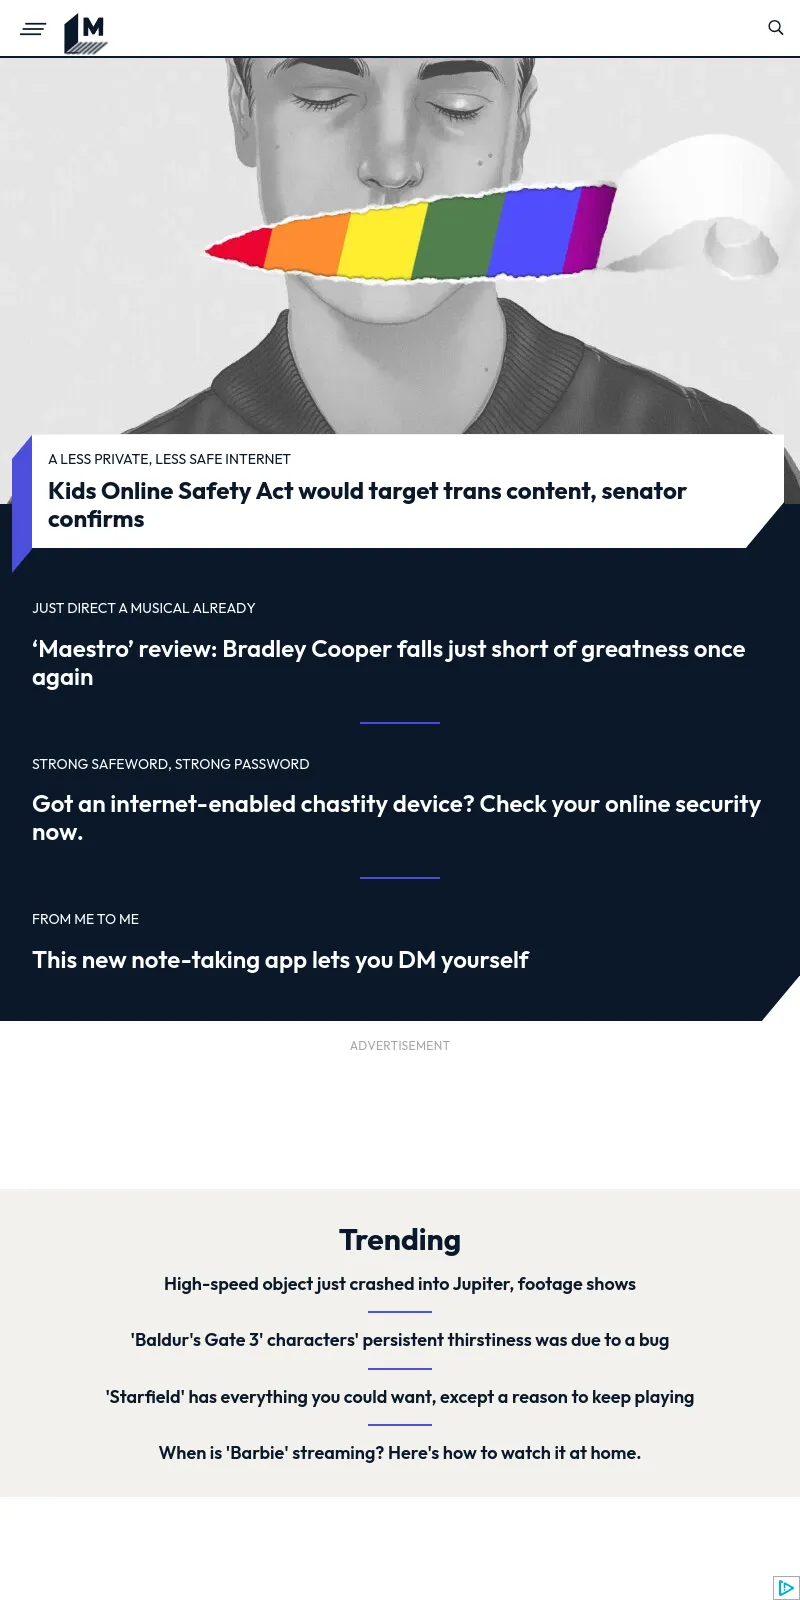 M
A LESS PRIVATE, LESS SAFE INTERNET
Kids Online Safety Act would target trans content, senator
confirms
JUST DIRECT A MUSICAL ALREADY
‘Maestro’ review: Bradley Cooper falls just short of greatness once
again
STRONG SAFEWORD, STRONG PASSWORD
Got an internet-enabled chastity device? Check your online security
now.
FROM ME TO ME
This new note-taking app lets you DM yourself
ADVERTISEMENT
Trending
High-speed object just crashed into Jupiter, footage shows
'Baldur's Gate 3' characters' persistent thirstiness was due to a bug
'Starfield' has everything you could want, except a reason to keep playing
When is 'Barbie' streaming? Here's how to watch it at home.